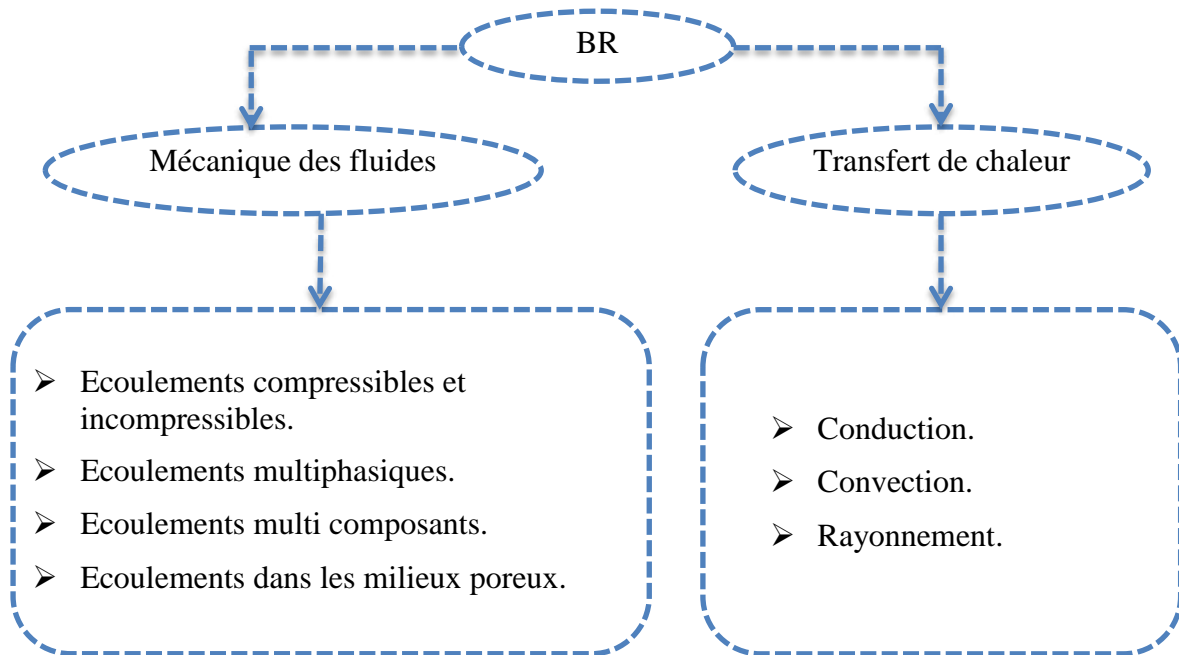 BR
Mécanique des fluides
Transfert de chaleur
➢ Ecoulements compressibles et
incompressibles.
➢ Ecoulements multiphasiques.
➢ Ecoulements multi composants.
➢ Ecoulements dans les milieux poreux.
➢ Conduction.
➢ Convection.
➢ Rayonnement.